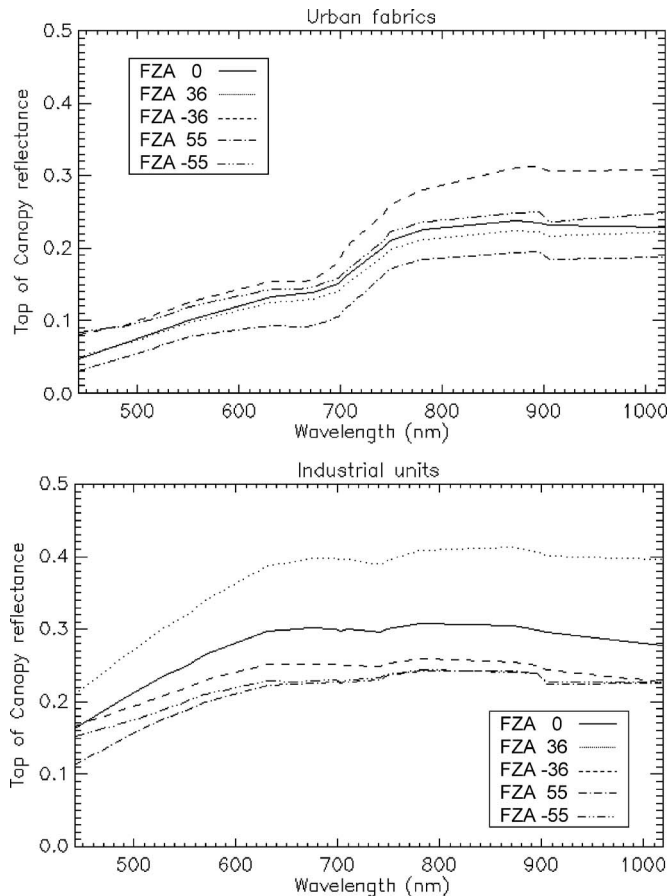 Urban fabrics
0.5
0.4
0.3
0.2
0.1
0.0
Top of Canopy reflectance
FZA 0
FZA 36
FZA -36
FZA 55
FZA -55
500 600 700 800 900 1000
Wavelength (nm)
Industrial units
0.5
0.4
0.3
0.2
0.1
0.0
Top of Canopy reflectance
FZA 0
FZA 36
FZA -36
FZA 55
FZA -55
500 600 700 800 900 1000
Wavelength (nm)